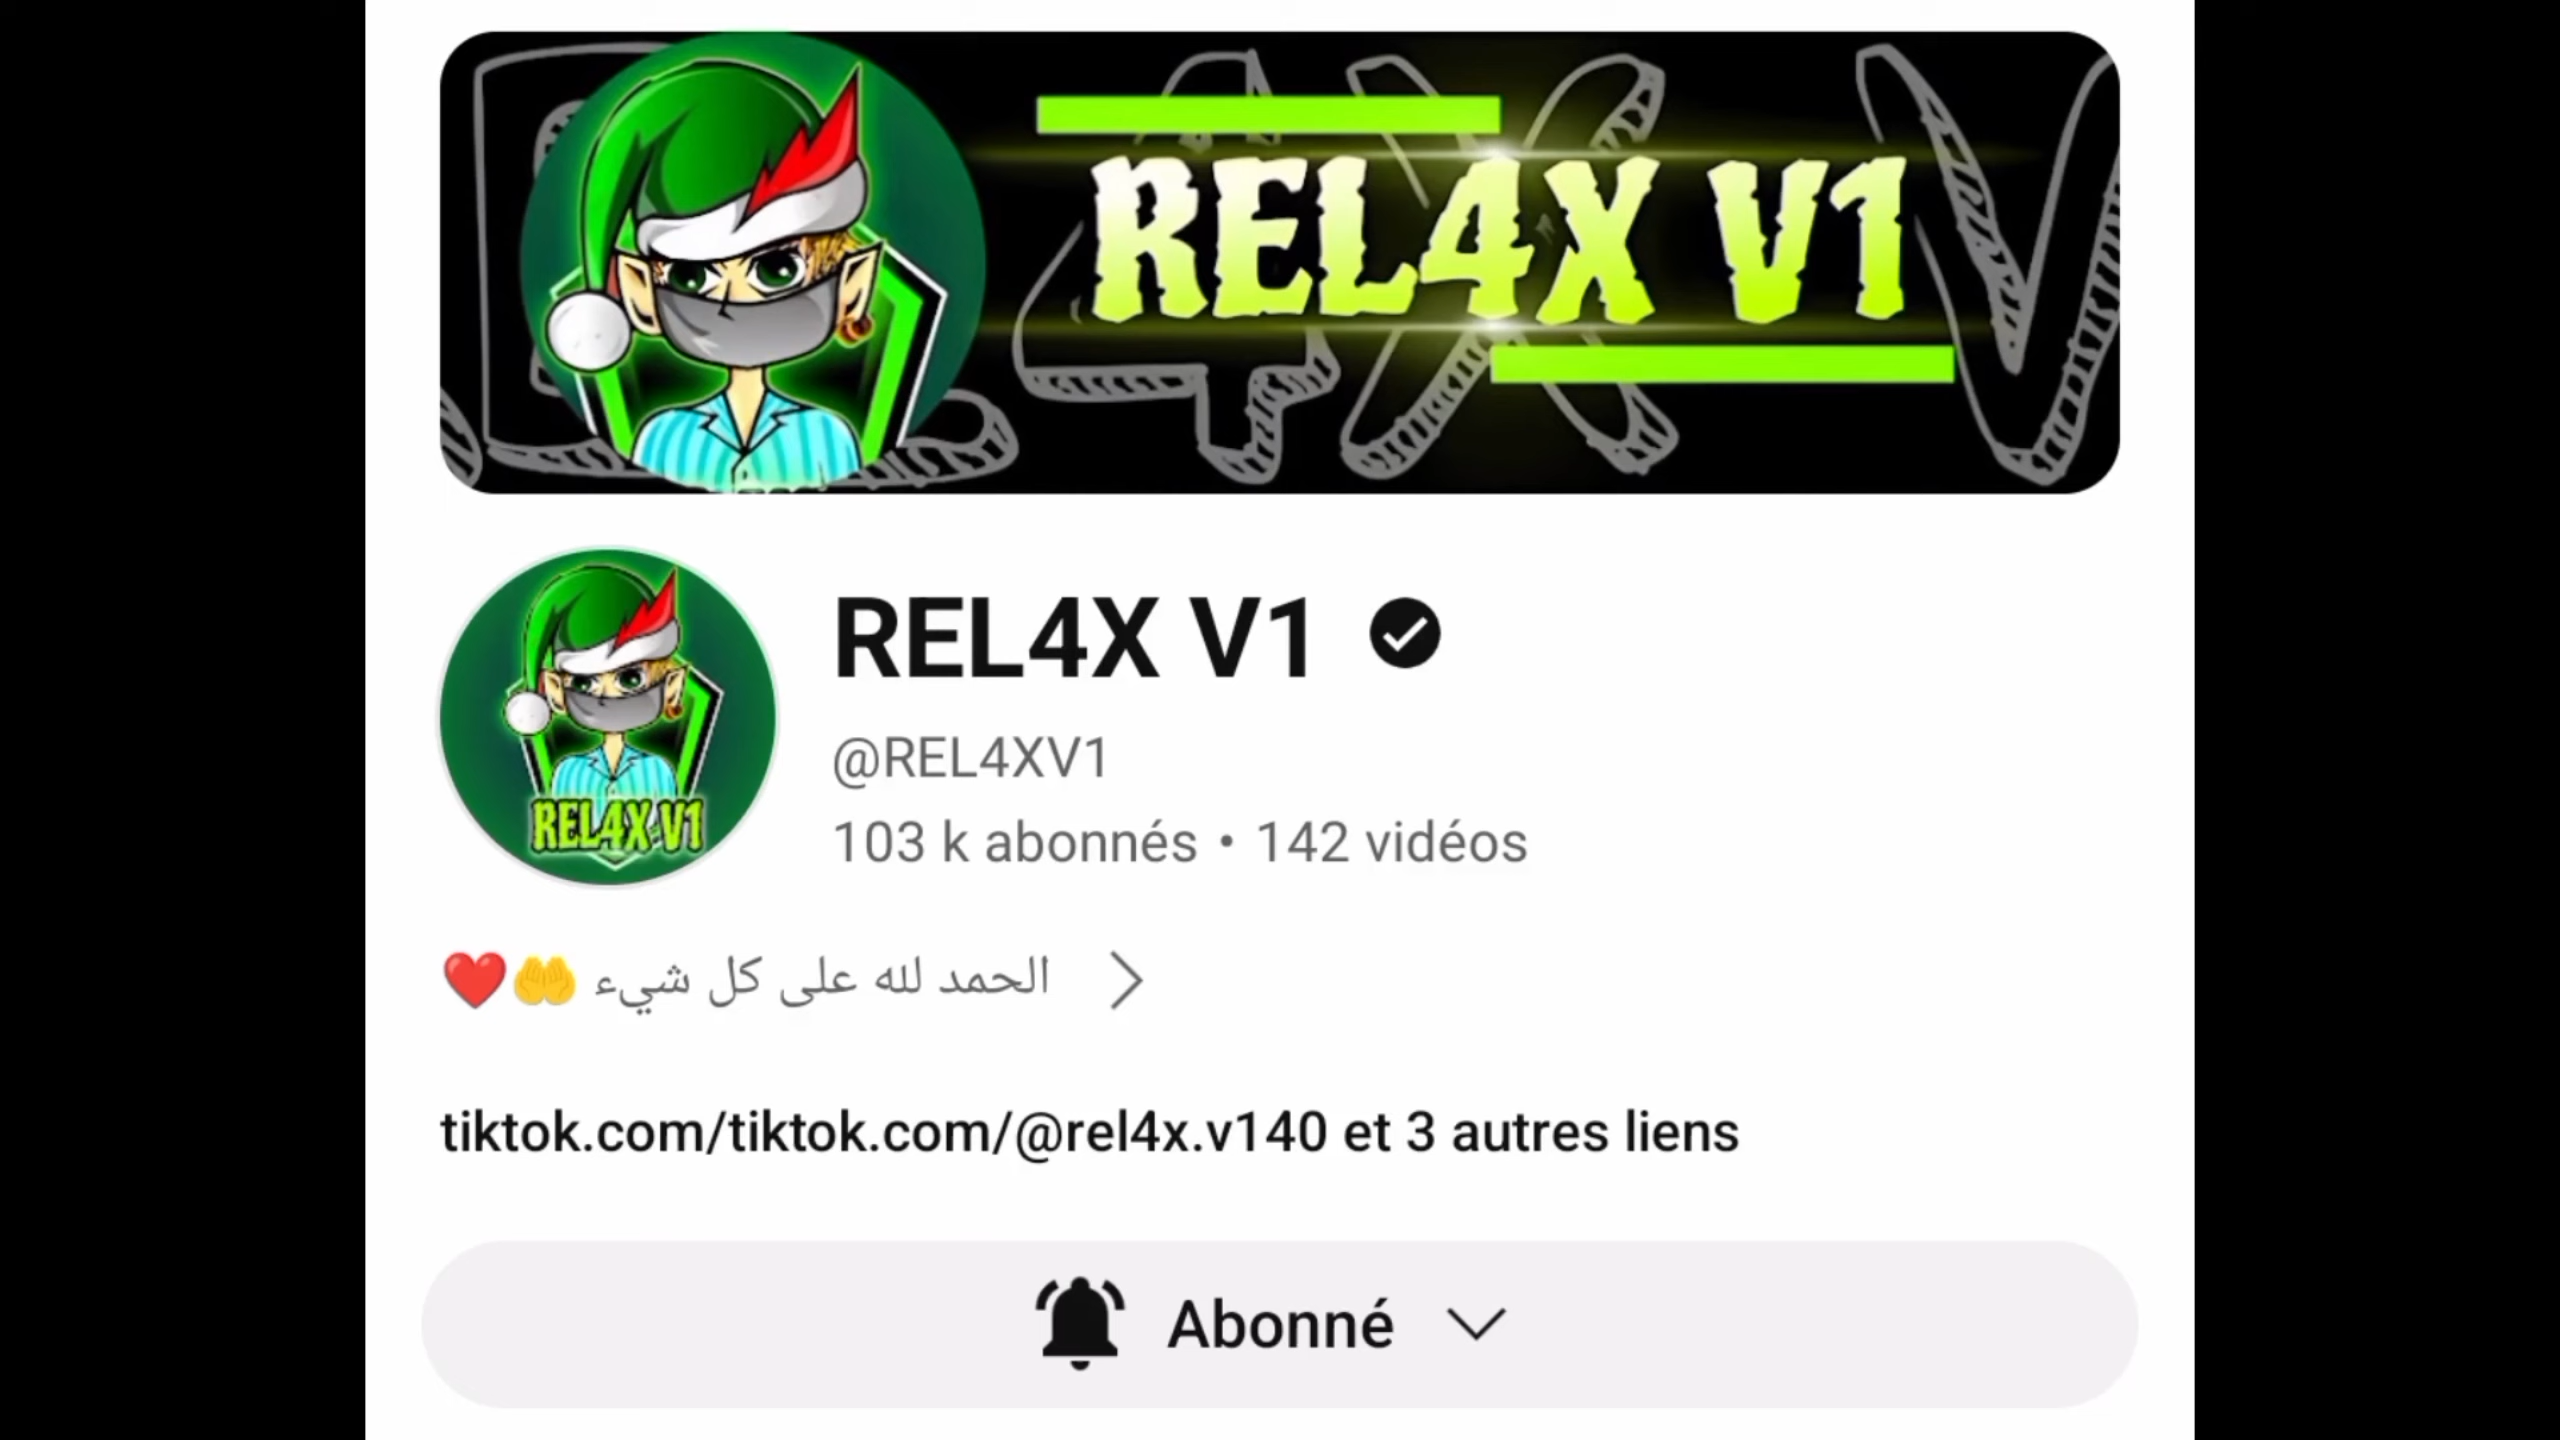 REL4X V1
REL4X V1
REL4X V1
@REL4XV1
103 k abonnés • 142 vidéos
الحمد لله على كل شيء 🤲❤️
tiktok.com/tiktok.com/@rel4x.v140 et 3 autres liens
Abonné